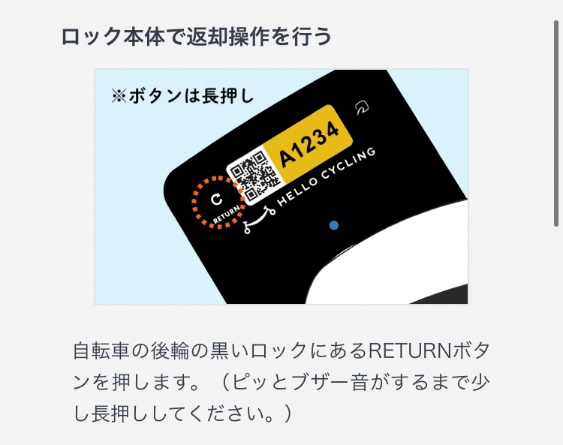 ロック本体で返却操作を行う
※ボタンは長押し
A1234
HELLO CYCLING
RETURN
自転車の後輪の黒いロックにあるRETURNボタ
ンを押します。（ピッとブザー音がするまで少
し長押ししてください。）